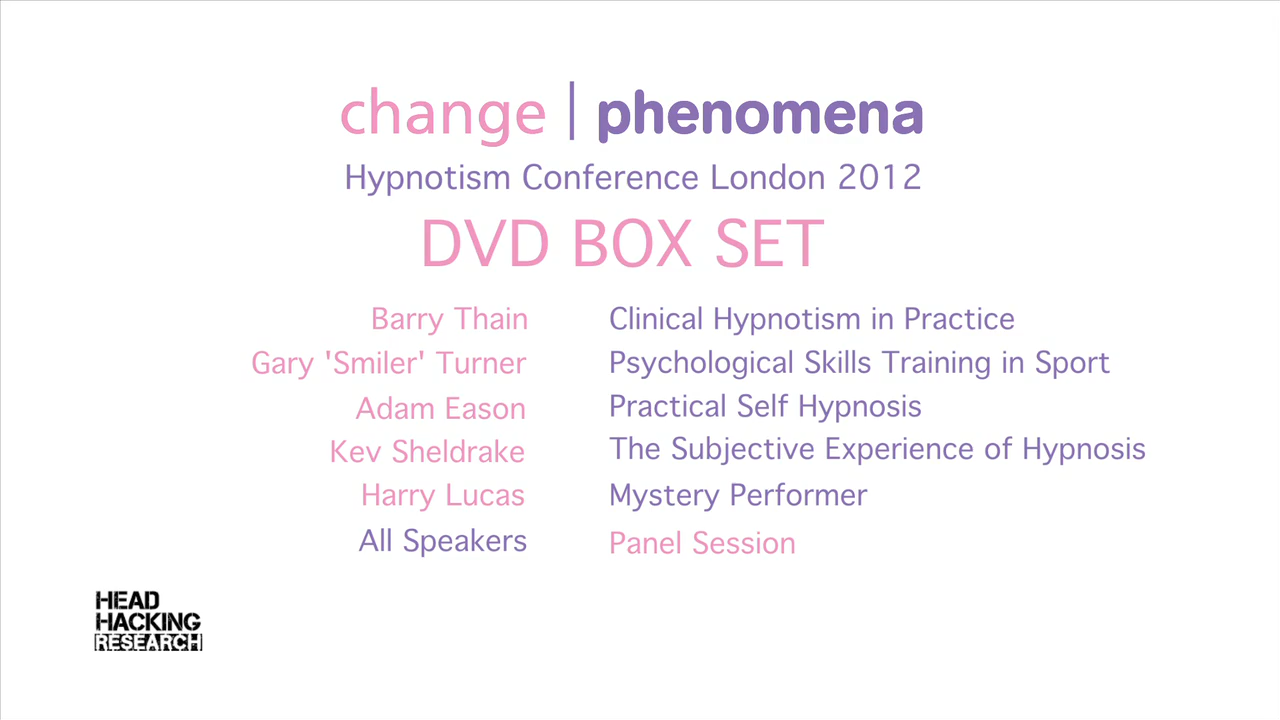 change | phenomena
Hypnotism Conference London 2012
DVD BOX SET
Barry Thain Clinical Hypnotism in Practice
Gary 'Smiler' Turner Psychological Skills Training in Sport
Adam Eason Practical Self Hypnosis
Kev Sheldrake The Subjective Experience of Hypnosis
Harry Lucas Mystery Performer
All Speakers Panel Session
HEAD
HACKING
RESEARCH